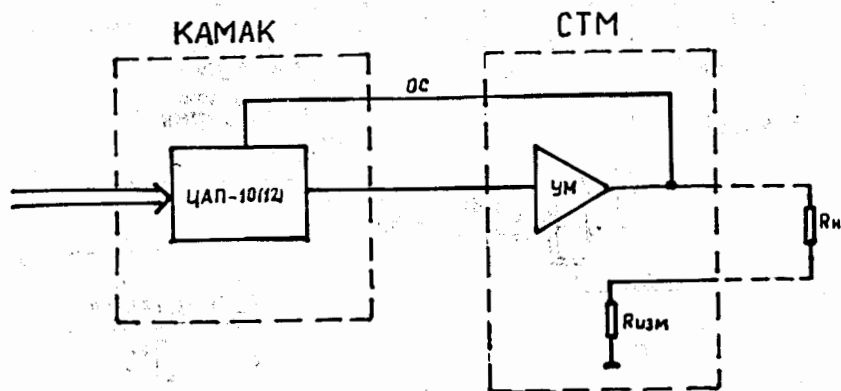 КАМАК
СТМ
ОС
ЦАП-10(12)
УМ
Rн
Rизм